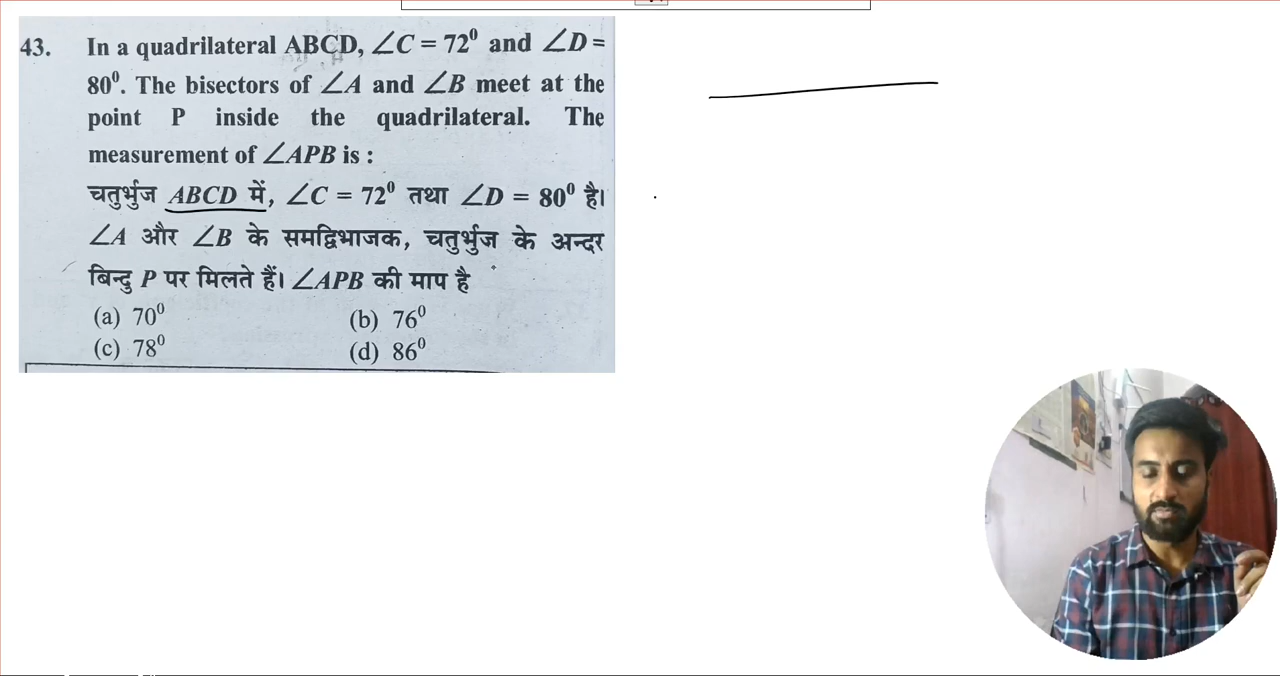 43. In a quadrilateral ABCD, ∠C = 72⁰ and ∠D =
80⁰. The bisectors of ∠A and ∠B meet at the
point P inside the quadrilateral. The
measurement of ∠APB is :
चतुर्भुज ABCD में, ∠C = 72⁰ तथा ∠D = 80⁰ है।
∠A और ∠B के समद्विभाजक, चतुर्भुज के अन्दर
बिन्दु P पर मिलते हैं। ∠APB की माप है
(a) 70⁰ (b) 76⁰
(c) 78⁰ (d) 86⁰